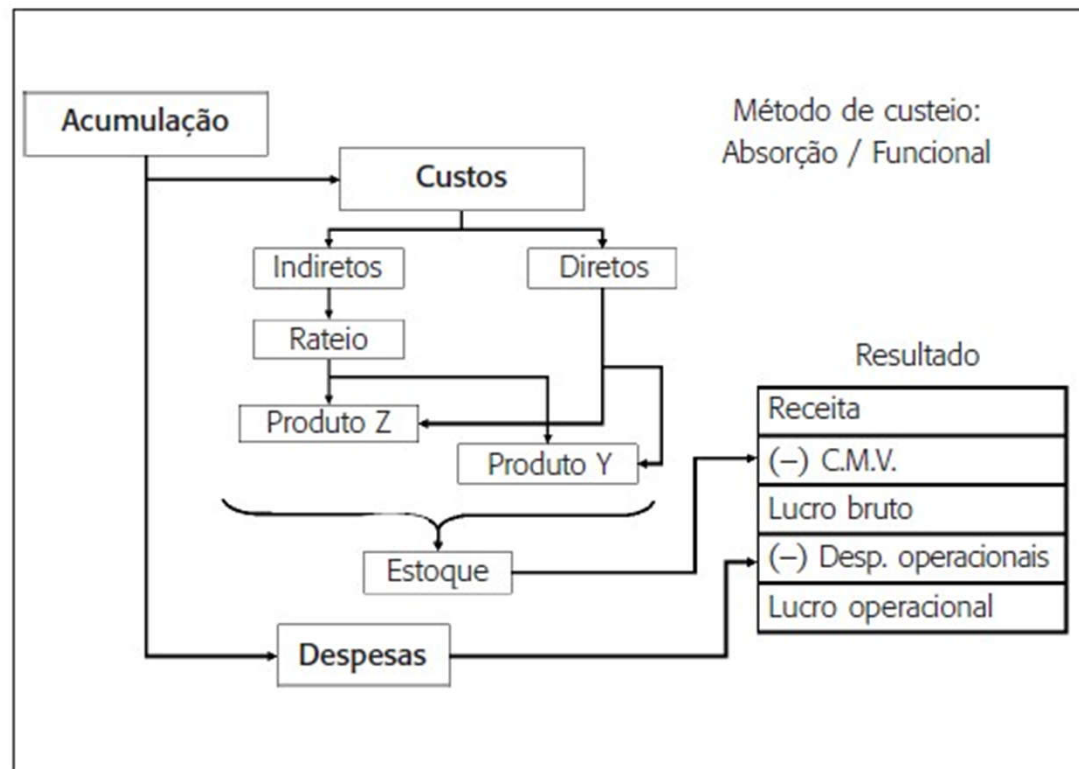 Acumulação
Método de custeio:
Absorção / Funcional
Custos
Indiretos
Diretos
Rateio
Produto Z
Produto Y
Estoque
Despesas
Resultado
Receita
(–) C.M.V.
Lucro bruto
(–) Desp. operacionais
Lucro operacional